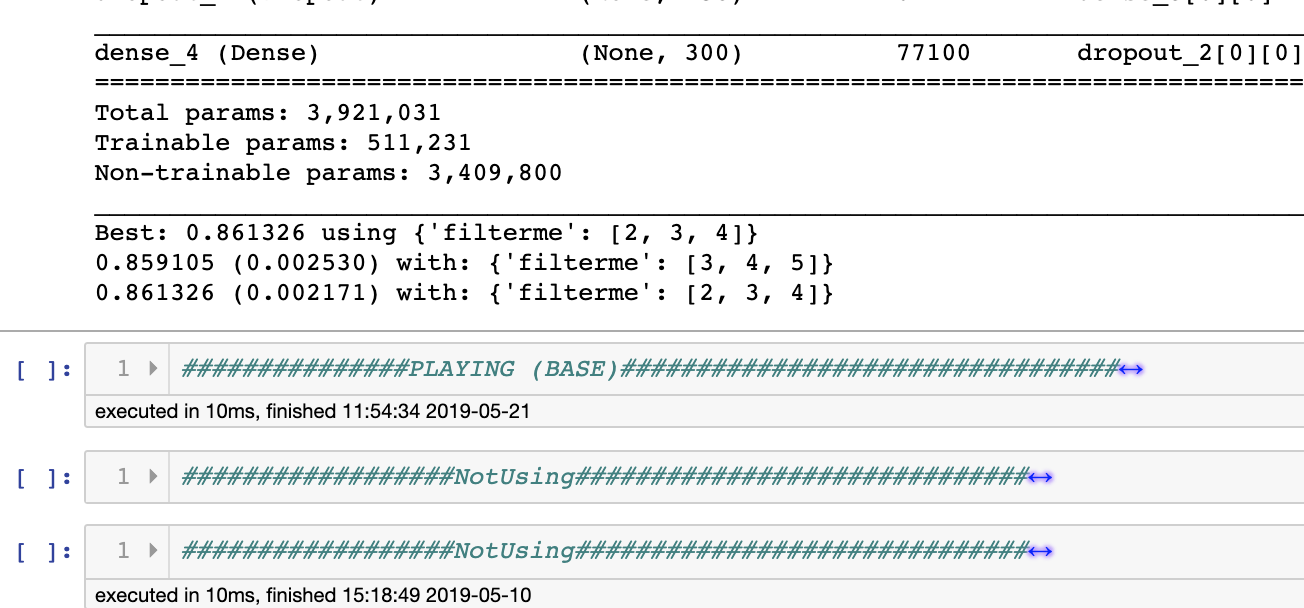 dense_4 (Dense) (None, 300) 77100 dropout_2[0][0]
================================================================================
Total params: 3,921,031
Trainable params: 511,231
Non-trainable params: 3,409,800
________________________________________________________________________________
Best: 0.861326 using {'filterme': [2, 3, 4]}
0.859105 (0.002530) with: {'filterme': [3, 4, 5]}
0.861326 (0.002171) with: {'filterme': [2, 3, 4]}
[ ]: 1 ###############PLAYING (BASE)#################################
executed in 10ms, finished 11:54:34 2019-05-21
[ ]: 1 ##################NotUsing##############################
[ ]: 1 ##################NotUsing##############################
executed in 10ms, finished 15:18:49 2019-05-10